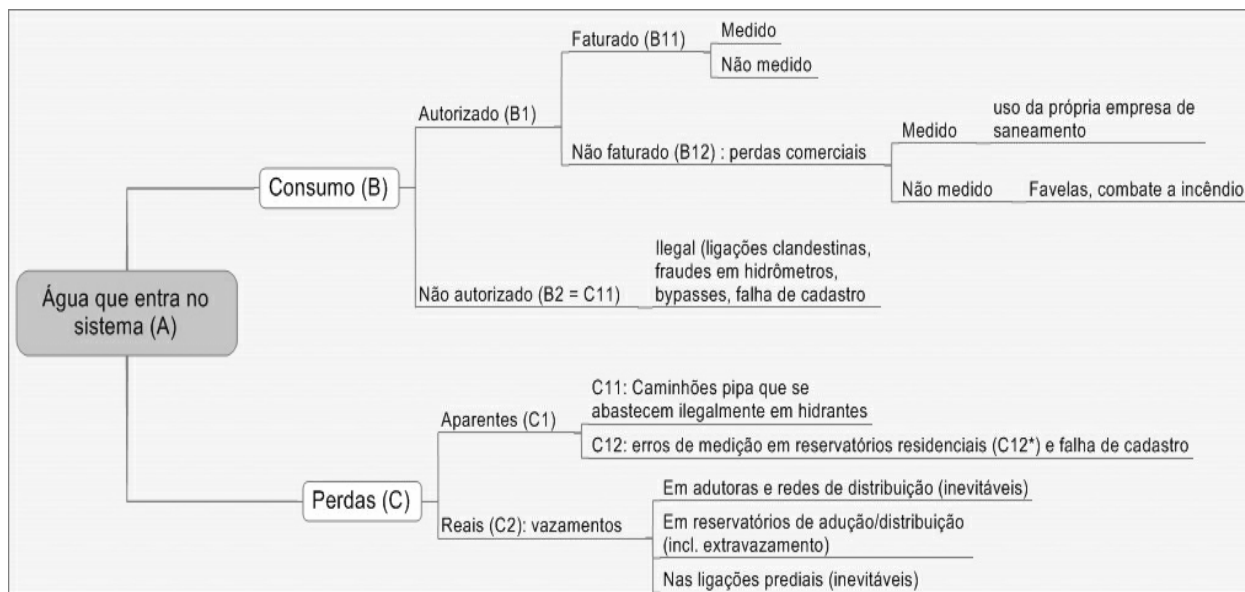 Faturado (B11)
Medido
Não medido
Autorizado (B1)
Não faturado (B12) : perdas comerciais
Medido
uso da própria empresa de
saneamento
Não medido
Favelas, combate a incêndio
Consumo (B)
Não autorizado (B2 = C11)
Ilegal (ligações clandestinas,
fraudes em hidrômetros,
bypasses, falha de cadastro
Água que entra no
sistema (A)
Aparentes (C1)
C11: Caminhões pipa que se
abastecem ilegalmente em hidrantes
C12: erros de medição em reservatórios residenciais (C12*) e falha de cadastro
Perdas (C)
Reais (C2): vazamentos
Em adutoras e redes de distribuição (inevitáveis)
Em reservatórios de adução/distribuição
(incl. extravazamento)
Nas ligações prediais (inevitáveis)